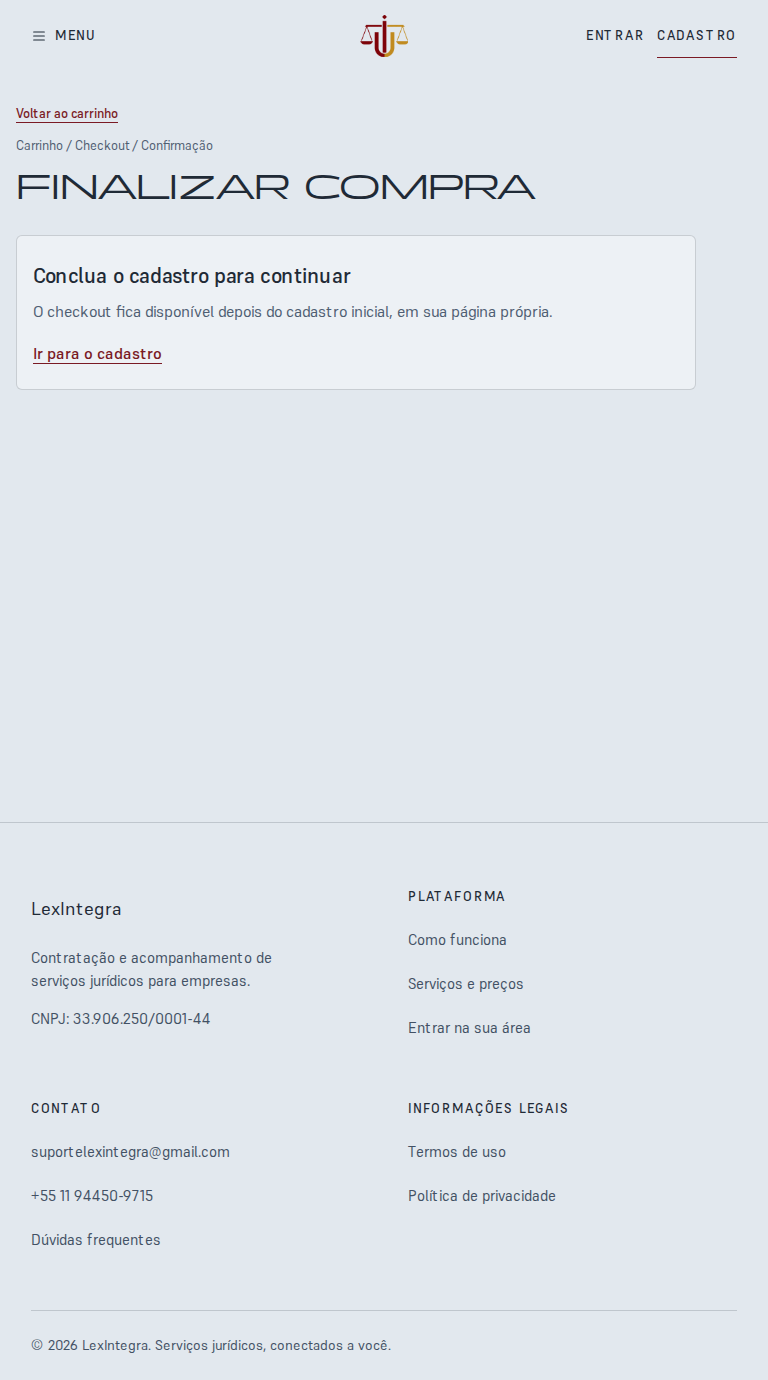 MENU
ENTRAR
CADASTRO
Voltar ao carrinho
Carrinho / Checkout / Confirmação
FINALIZAR COMPRA
Conclua o cadastro para continuar
O checkout fica disponível depois do cadastro inicial, em sua página própria.
Ir para o cadastro
LexIntegra
Contratação e acompanhamento de
serviços jurídicos para empresas.
CNPJ: 33.906.250/0001-44
PLATAFORMA
Como funciona
Serviços e preços
Entrar na sua área
CONTATO
suportelexintegra@gmail.com
+55 11 94450-9715
Dúvidas frequentes
INFORMAÇÕES LEGAIS
Termos de uso
Política de privacidade
© 2026 LexIntegra. Serviços jurídicos, conectados a você.